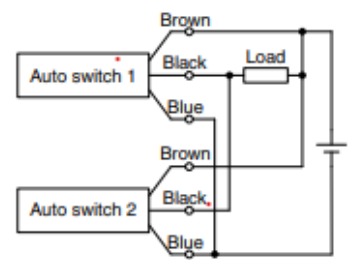 Brown
Black
Load
Auto switch 1
Blue
Brown
Black
Auto switch 2
Blue